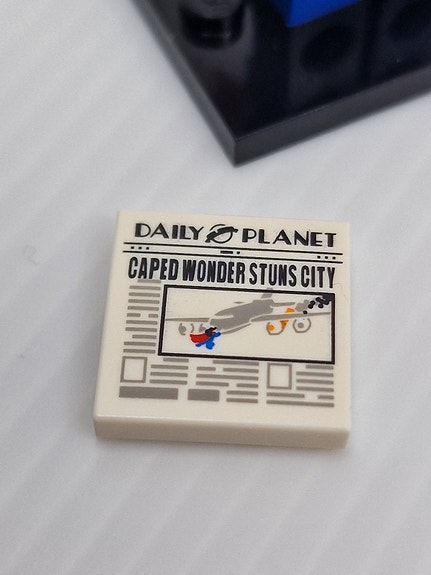 DAILY PLANET
CAPED WONDER STUNS CITY